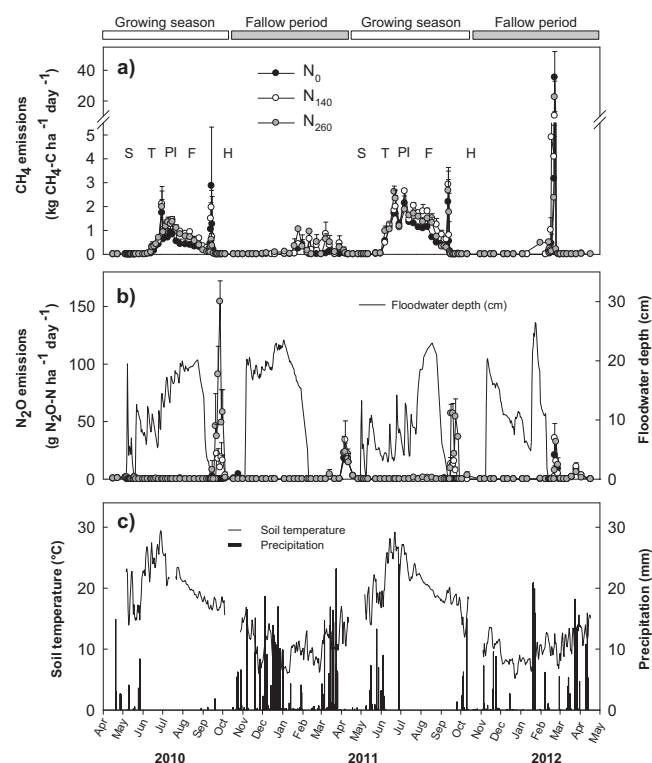 Growing season Fallow period Growing season Fallow period
a)
N0
N140
N260
CH4 emissions
(kg CH4-C ha -1 day -1)
40
20
6
5
4
3
2
1
0
S T PI F H S T PI F H
b)
Floodwater depth (cm)
N2O emissions
(g N2O-N ha -1 day -1)
150
100
50
0
Floodwater depth (cm)
30
20
10
0
c)
Soil temperature
Precipitation
Soil temperature (°C)
30
20
10
0
Precipitation (mm)
30
20
10
0
Apr May Jun Jul Aug Sep Oct Nov Dec Jan Feb Mar Apr May Jun Jul Aug Sep Oct Nov Dec Jan Feb Mar Apr May
2010 2011 2012